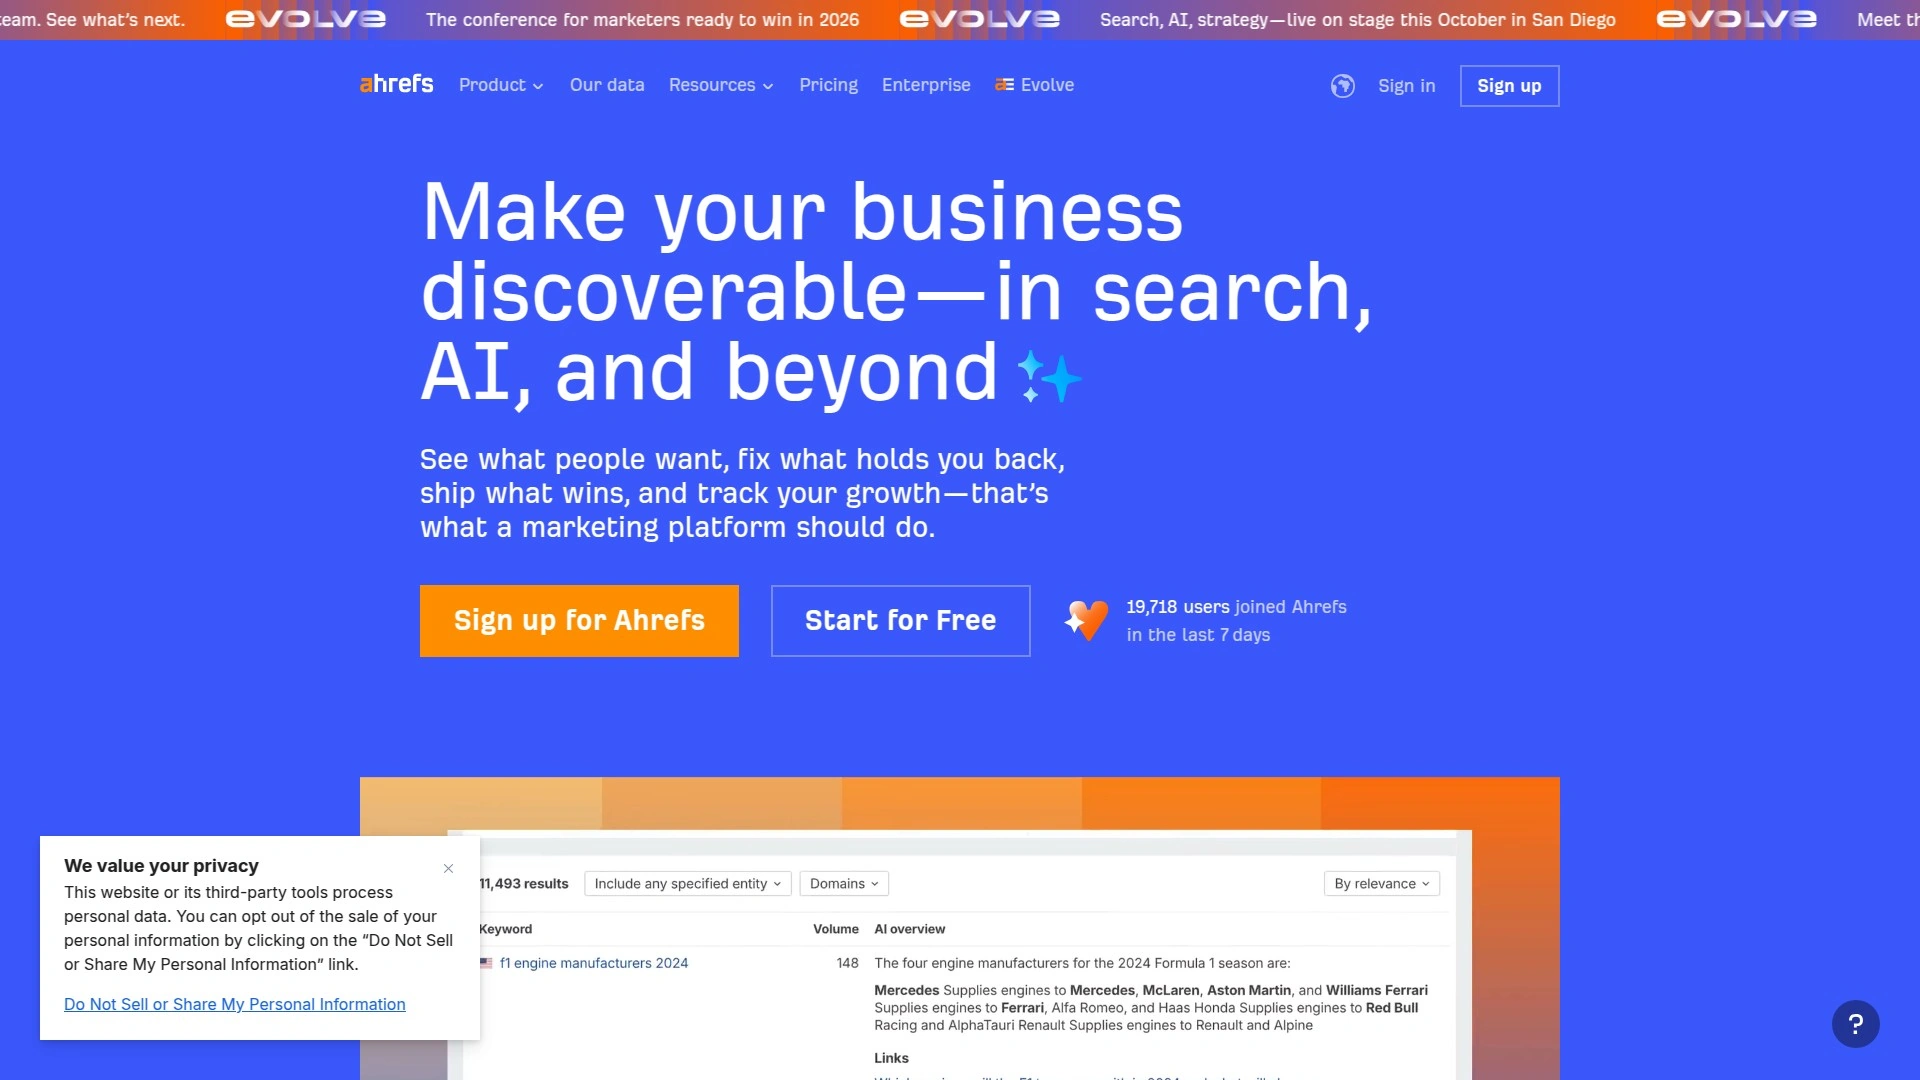 eam. See what's next.
evolve
The conference for marketers ready to win in 2026
evolve
Search, AI, strategy—live on stage this October in San Diego
evolve
Meet th
ahrefs
Product
Our data
Resources
Pricing
Enterprise
Evolve
Sign in
Sign up
Make your business
discoverable—in search,
AI, and beyond
See what people want, fix what holds you back,
ship what wins, and track your growth—that's
what a marketing platform should do.
Sign up for Ahrefs
Start for Free
19,718 users joined Ahrefs
in the last 7 days
We value your privacy
This website or its third-party tools process
personal data. You can opt out of the sale of your
personal information by clicking on the “Do Not Sell
or Share My Personal Information” link.
Do Not Sell or Share My Personal Information
11,493 results
Include any specified entity
Domains
By relevance
Keyword
Volume
AI overview
f1 engine manufacturers 2024
148
The four engine manufacturers for the 2024 Formula 1 season are:
Mercedes Supplies engines to Mercedes, McLaren, Aston Martin, and Williams Ferrari
Supplies engines to Ferrari, Alfa Romeo, and Haas Honda Supplies engines to Red Bull
Racing and AlphaTauri Renault Supplies engines to Renault and Alpine
Links
?